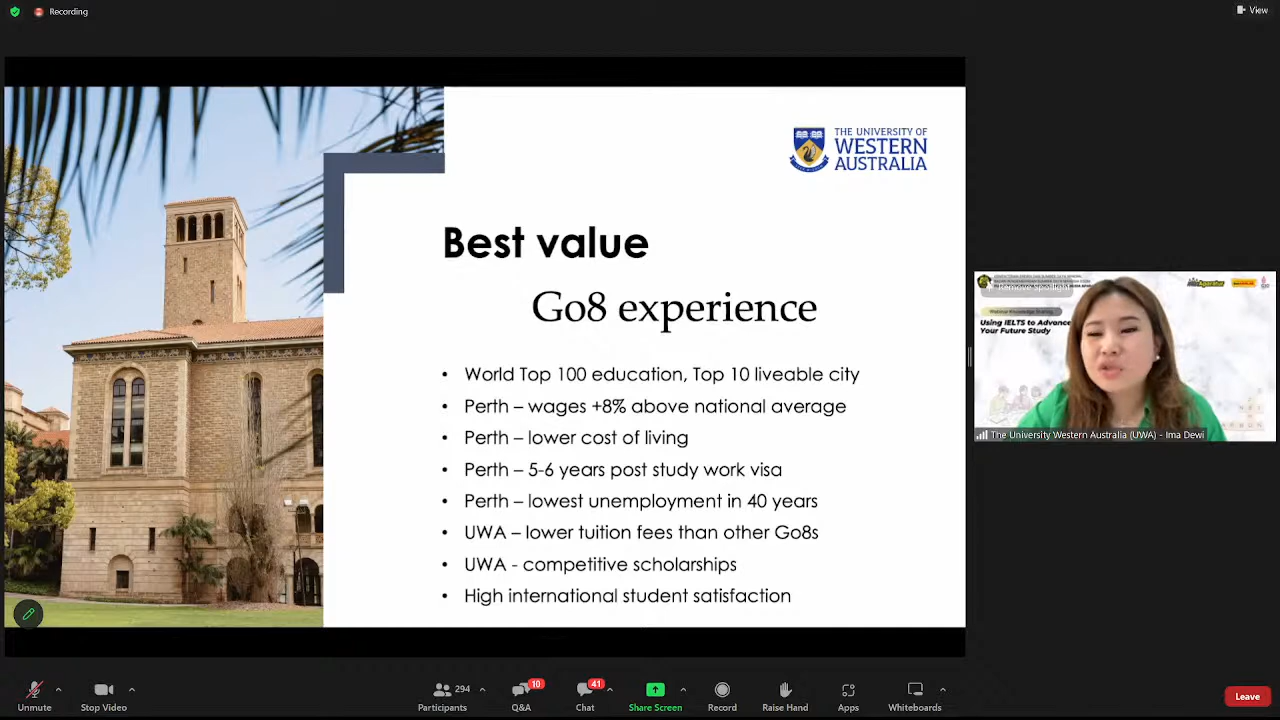 Recording
View
THE UNIVERSITY OF
WESTERN
AUSTRALIA
Best value
Go8 experience
• World Top 100 education, Top 10 liveable city
• Perth – wages +8% above national average
• Perth – lower cost of living
• Perth – 5-6 years post study work visa
• Perth – lowest unemployment in 40 years
• UWA – lower tuition fees than other Go8s
• UWA - competitive scholarships
• High international student satisfaction
Webinar Knowledge Sharing
Using IELTS to Advance
Your Future Study
The University Western Australia (UWA) - Ima Dewi
Unmute
Stop Video
294
Participants
10
Q&A
41
Chat
Share Screen
Record
Raise Hand
Apps
Whiteboards
Leave